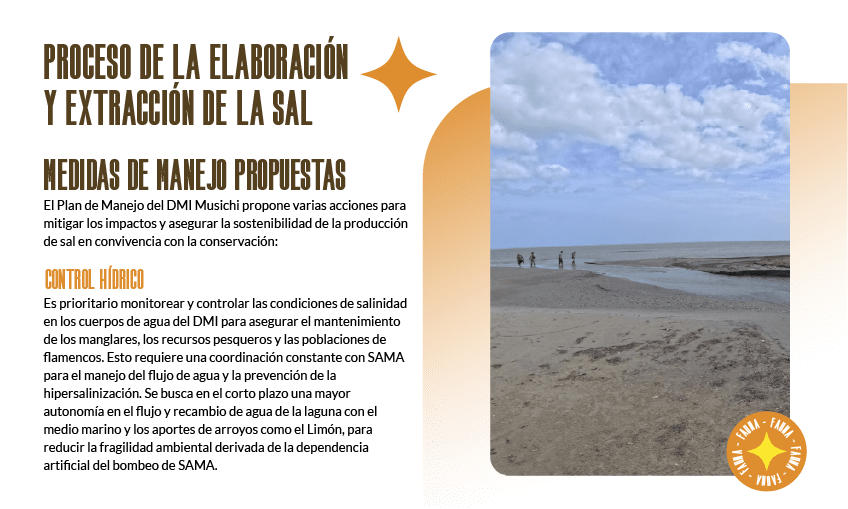 PROCESO DE LA ELABORACIÓN
Y EXTRACCIÓN DE LA SAL
MEDIDAS DE MANEJO PROPUESTAS
El Plan de Manejo del DMI Musichi propone varias acciones para
mitigar los impactos y asegurar la sostenibilidad de la producción
de sal en convivencia con la conservación:
CONTROL HÍDRICO
Es prioritario monitorear y controlar las condiciones de salinidad
en los cuerpos de agua del DMI para asegurar el mantenimiento
de los manglares, los recursos pesqueros y las poblaciones de
flamencos. Esto requiere una coordinación constante con SAMA
para el manejo del flujo de agua y la prevención de la
hipersalinización. Se busca en el corto plazo una mayor
autonomía en el flujo y recambio de agua de la laguna con el
medio marino y los aportes de arroyos como el Limón, para
reducir la fragilidad ambiental derivada de la dependencia
artificial del bombeo de SAMA.
FAUNA - FAUNA - FAUNA - FAUNA - FAUNA -